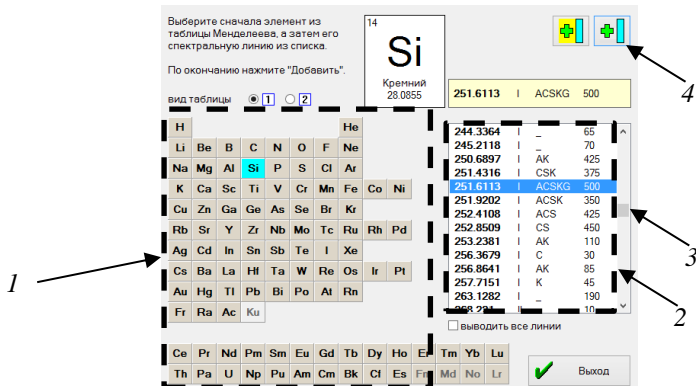 Выберите сначала элемент из
таблицы Менделеева, а затем его
спектральную линию из списка.
По окончанию нажмите "Добавить".
вид таблицы 1 2
14
Si
Кремний
28.0855
4
251.6113 I ACSKG 500
H He
Li Be B C N O F Ne
Na Mg Al Si P S Cl Ar
K Ca Sc Ti V Cr Mn Fe Co Ni
Cu Zn Ga Ge As Se Br Kr
Rb Sr Y Zr Nb Mo Tc Ru Rh Pd
Ag Cd In Sn Sb Te I Xe
Cs Ba La Hf Ta W Re Os Ir Pt
Au Hg Tl Pb Bi Po At Rn
Fr Ra Ac Ku
Ce Pr Nd Pm Sm Eu Gd Tb Dy Ho Er Tm Yb Lu
Th Pa U Np Pu Am Cm Bk Cf Es Fm Md No Lr
1
244.3364 I _ 65
245.2118 I _ 70
250.6897 I AK 425
251.4316 I CSK 375
251.6113 I ACSKG 500
251.9202 I ACSK 350
252.4108 I ACS 425
252.8509 I CS 450
253.2381 I AK 110
256.3679 I C 30
256.8641 I AK 85
257.7151 I K 45
263.1282 I _ 190
3
2
выводить все линии
Выход